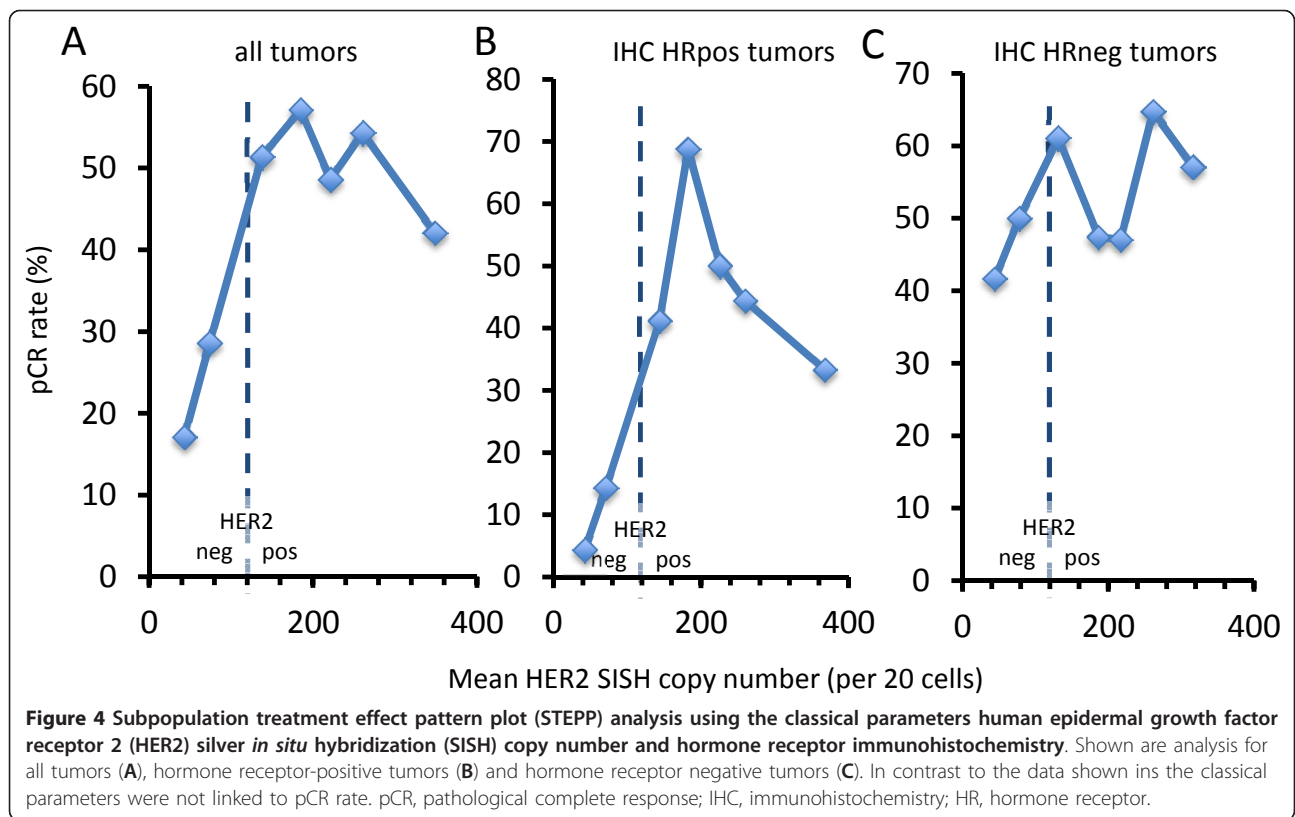 A
all tumors
60
50
40
30
20
10
0
pCR rate (%)
HER2
neg pos
0 200 400
B
IHC HRpos tumors
80
70
60
50
40
30
20
10
0
HER2
neg pos
0 200 400
C
IHC HRneg tumors
70
60
50
40
30
20
10
0
HER2
neg pos
0 200 400
Mean HER2 SISH copy number (per 20 cells)
Figure 4 Subpopulation treatment effect pattern plot (STEPP) analysis using the classical parameters human epidermal growth factor
receptor 2 (HER2) silver in situ hybridization (SISH) copy number and hormone receptor immunohistochemistry. Shown are analysis for
all tumors (A), hormone receptor-positive tumors (B) and hormone receptor negative tumors (C). In contrast to the data shown ins the classical
parameters were not linked to pCR rate. pCR, pathological complete response; IHC, immunohistochemistry; HR, hormone receptor.